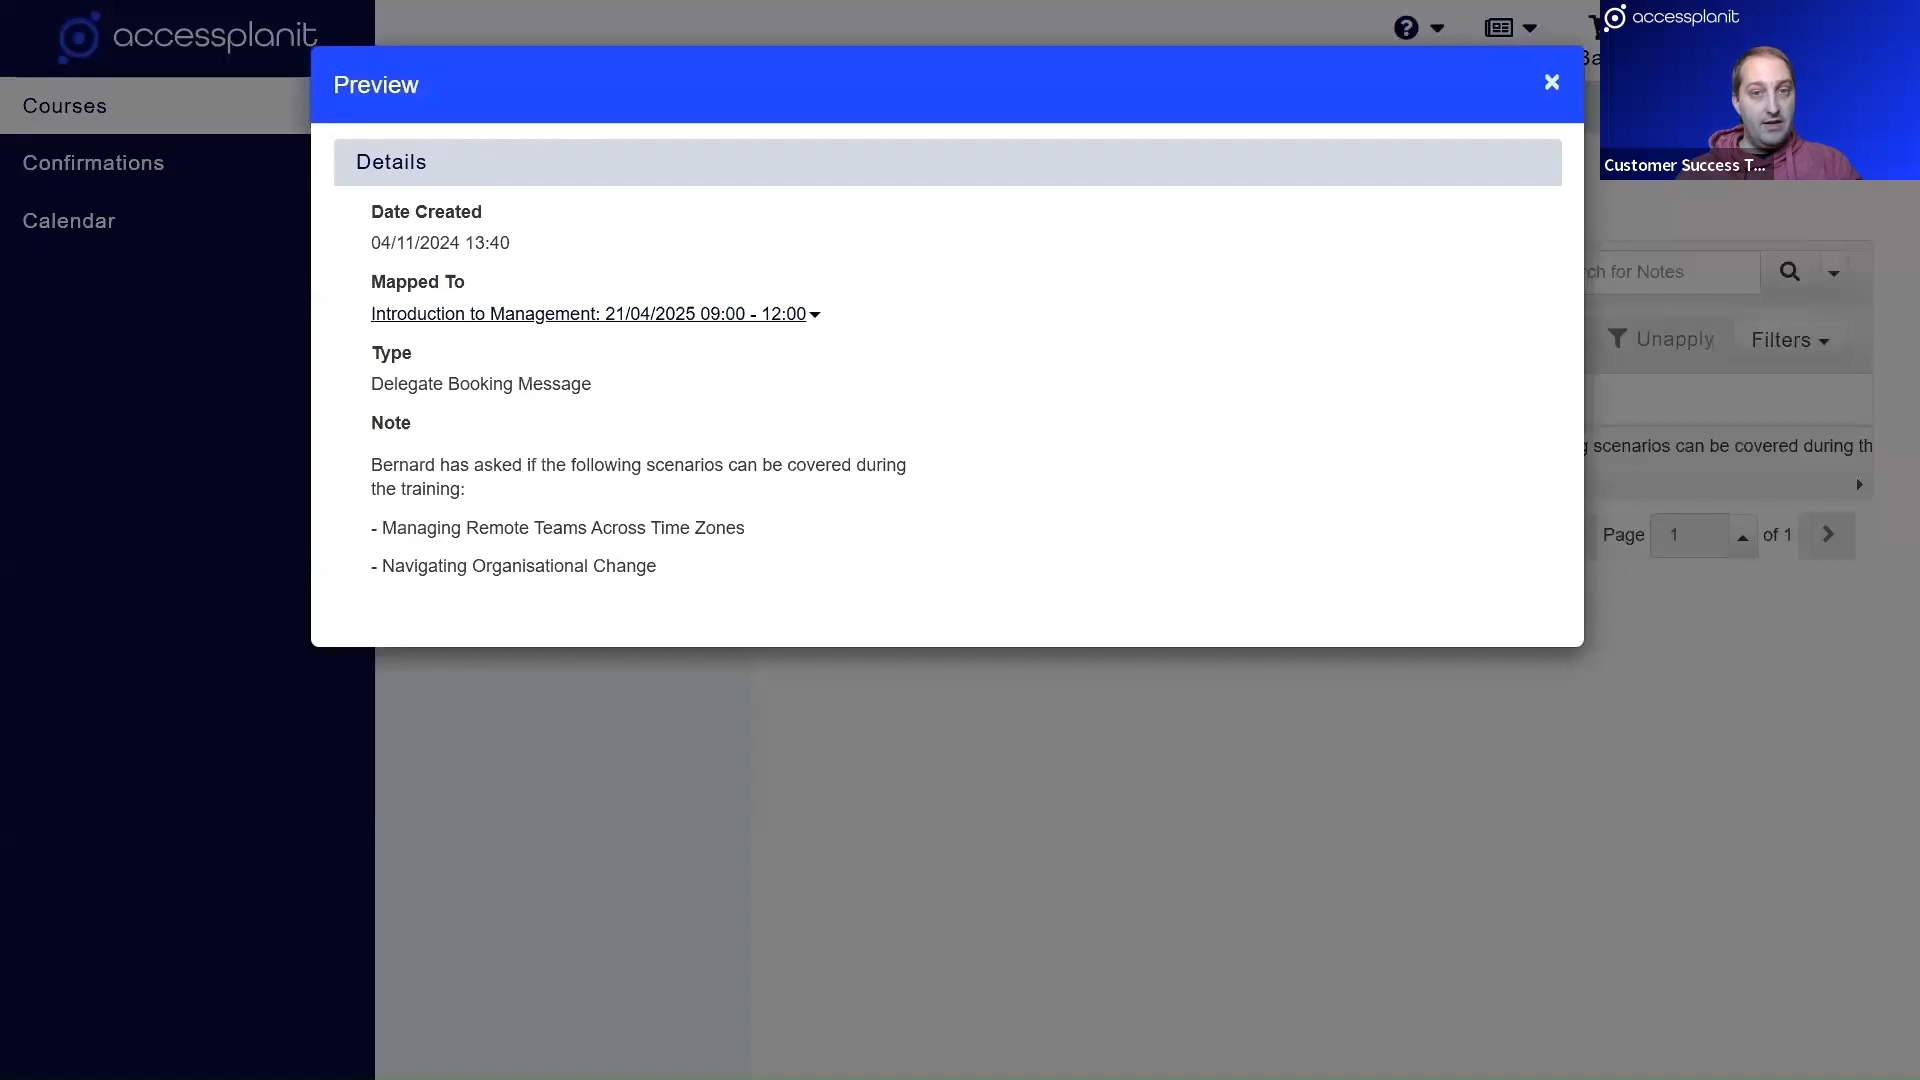 accessplanit
Courses
Confirmations
Calendar
Preview
Details
Date Created
04/11/2024 13:40
Mapped To
Introduction to Management: 21/04/2025 09:00 - 12:00
Type
Delegate Booking Message
Note
Bernard has asked if the following scenarios can be covered during
the training:
- Managing Remote Teams Across Time Zones
- Navigating Organisational Change
accessplanit
Customer Success T...
for Notes
Unapply
Filters
scenarios can be covered during th
Page 1 of 1